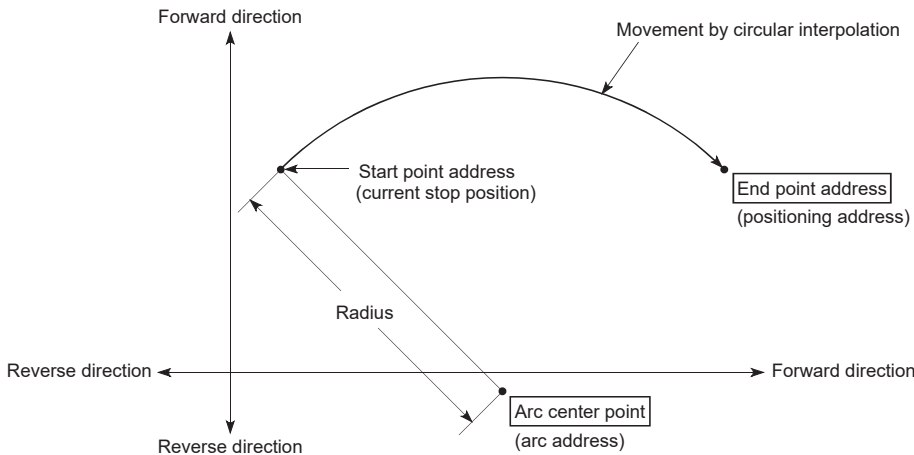 Forward direction
Movement by circular interpolation
Start point address
(current stop position)
End point address
(positioning address)
Radius
Reverse direction
Forward direction
Arc center point
(arc address)
Reverse direction